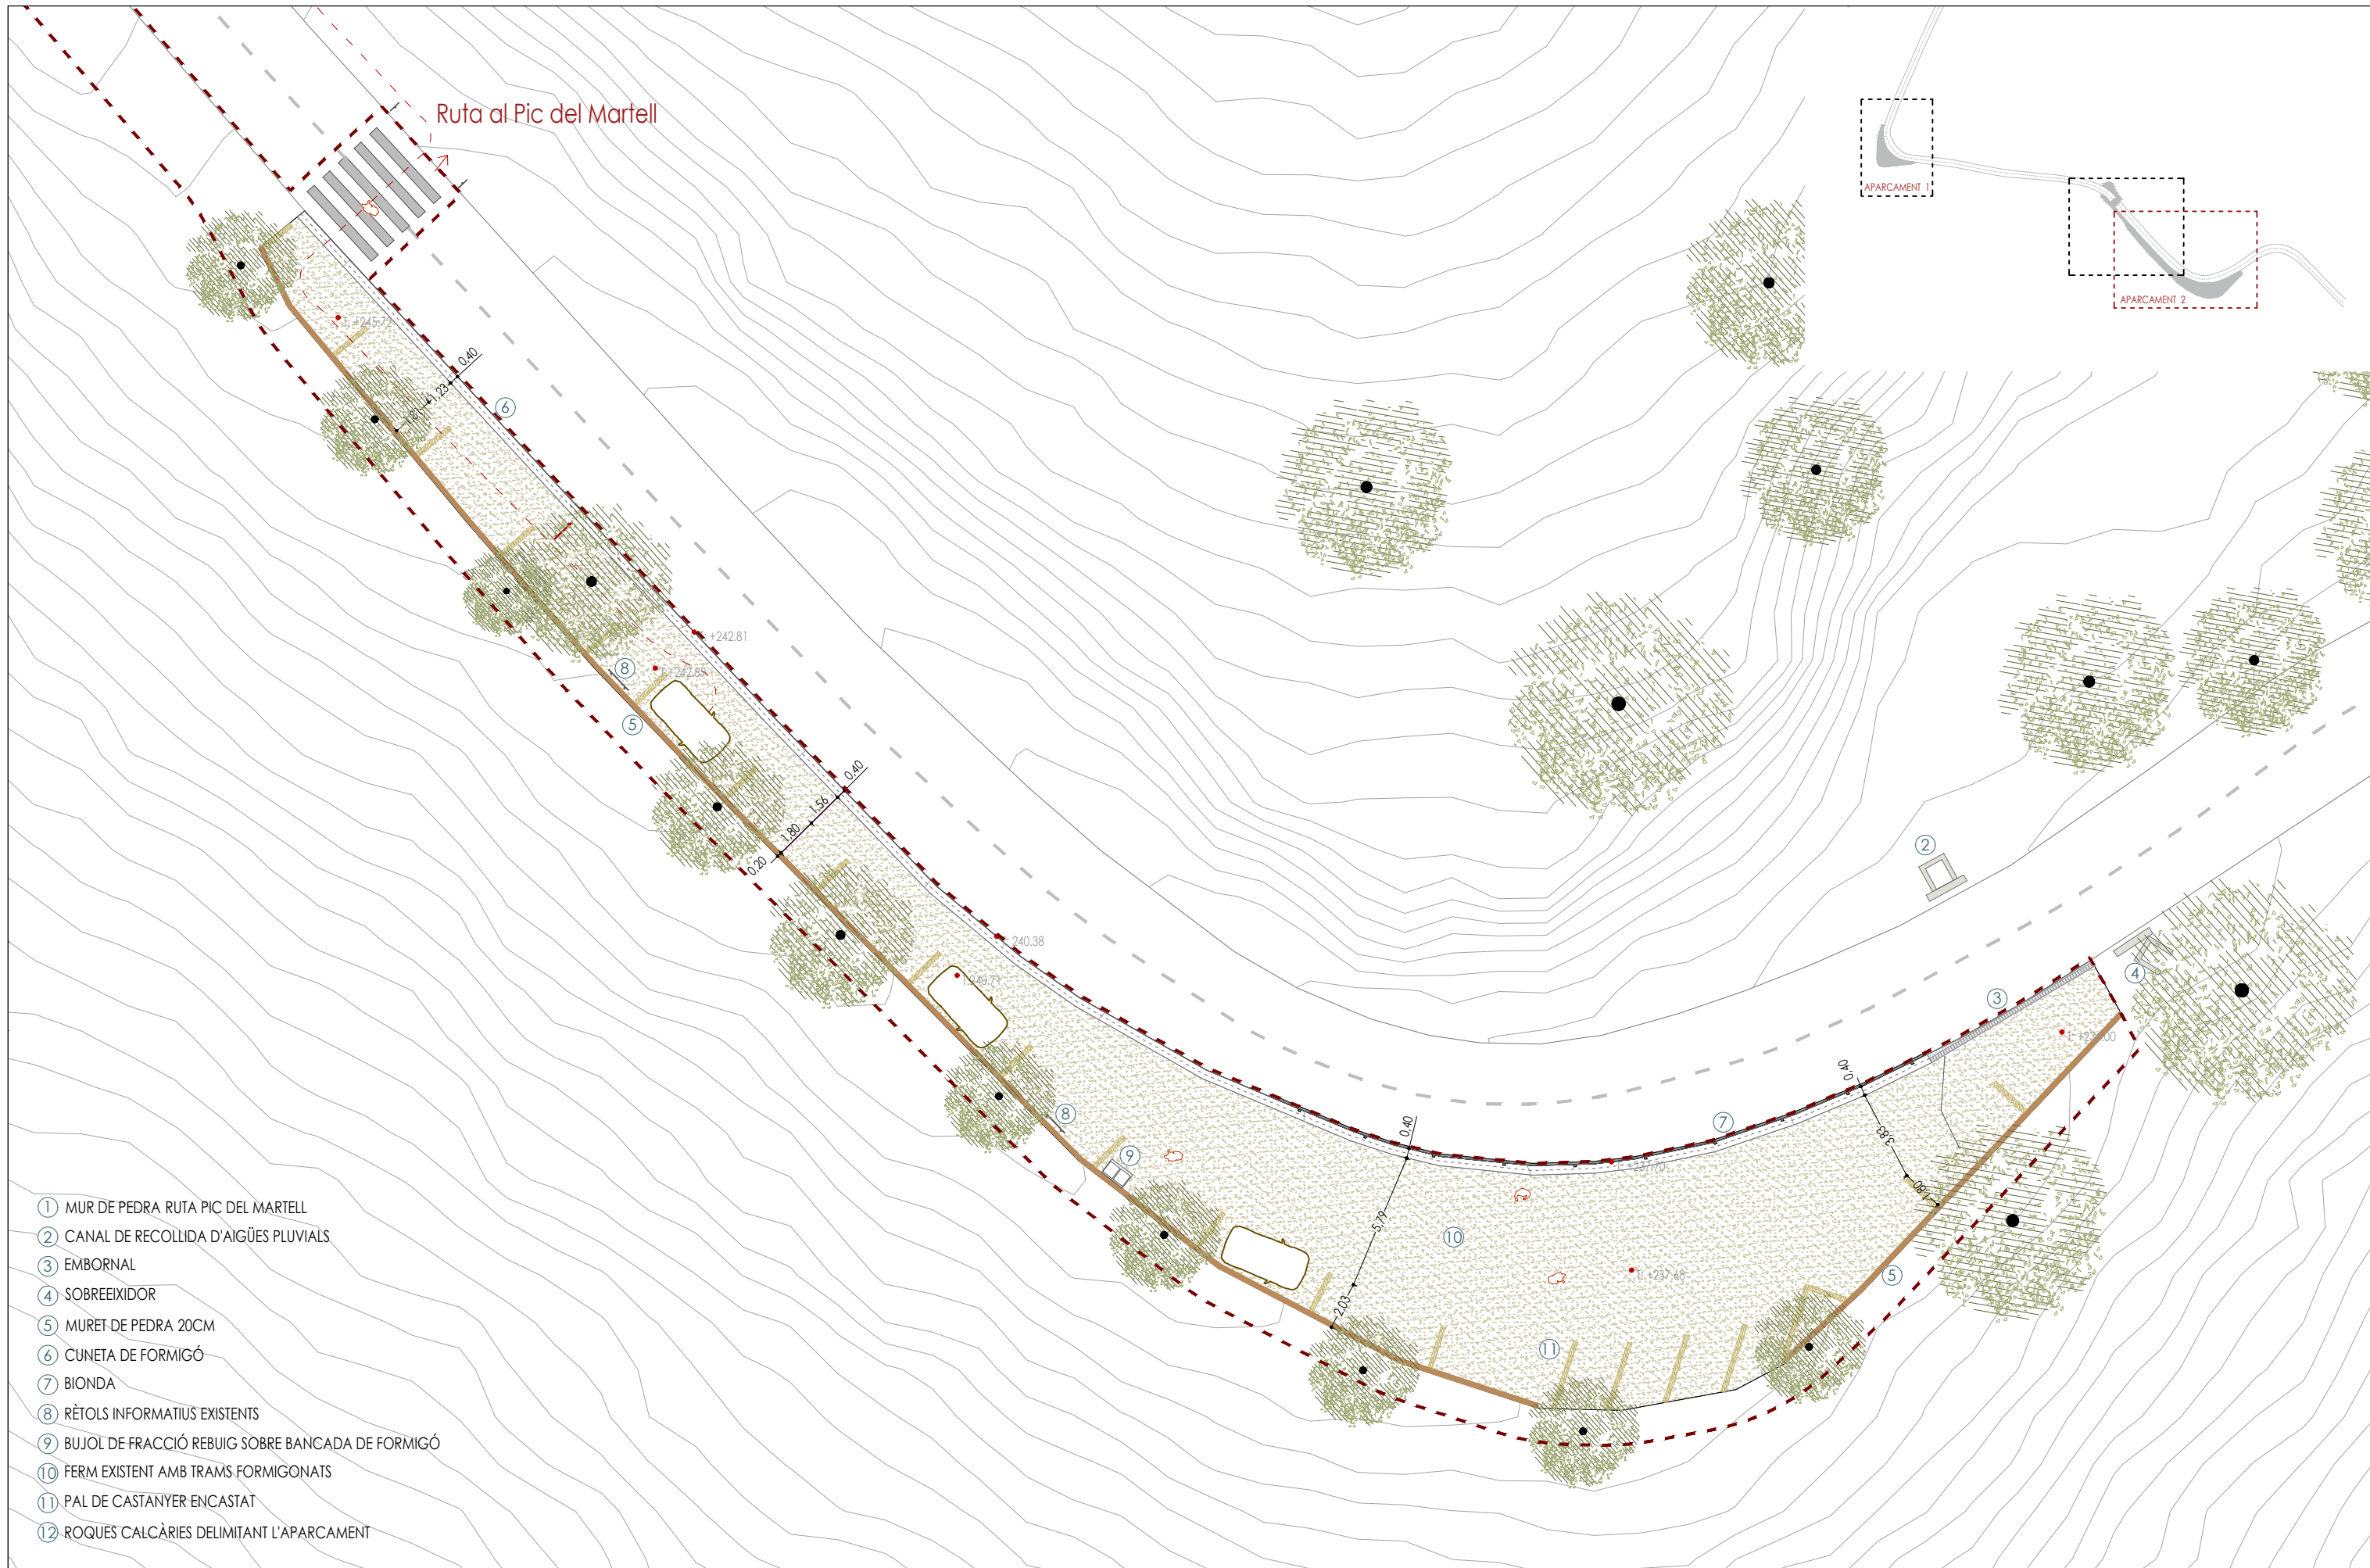 Ruta al Pic del Martell
APARCAMENT 1
APARCAMENT 2
0,40
1,23
6
+242.81
8
5
0,40
1,56
1,80
0,20
2
240.38
4
3
0,40
7
8
9
0,40
3,83
1,80
5,79
10
T: +237.68
5
2,03
11
1 MUR DE PEDRA RUTA PIC DEL MARTELL
2 CANAL DE RECOLLIDA D'AIGÜES PLUVIALS
3 EMBORNAL
4 SOBREEIXIDOR
5 MURET DE PEDRA 20CM
6 CUNETA DE FORMIGÓ
7 BIONDA
8 RÈTOLS INFORMATIUS EXISTENTS
9 BUJOL DE FRACCIÓ REBUIG SOBRE BANCADA DE FORMIGÓ
10 FERM EXISTENT AMB TRAMS FORMIGONATS
11 PAL DE CASTANYER ENCASTAT
12 ROQUES CALCÀRIES DELIMITANT L'APARCAMENT